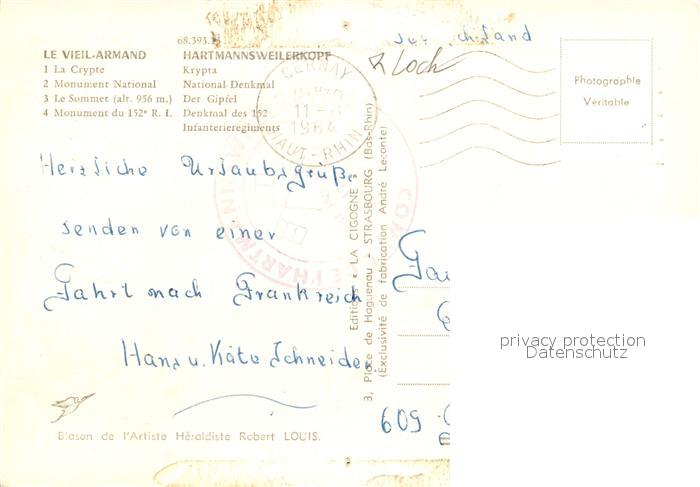 68.393.
LE VIEIL-ARMAND HARTMANNSWEILERKOPF
1 La Crypte Krypta
2 Monument National National-Denkmal
3 Le Sommet (alt. 956 m.) Der Gipfel
4 Monument du 152e R. I. Denkmal des 152
Infanterieregiments
CERNAY
11-
1964
HAUT-RHIN
Loch
Photographie
Véritable
Herzliche Urlaubsgrüße
senden von einer
Fahrt nach Frankreich
Hans u. Käte Schneider.
Editions LA CIGOGNE
3, Place de Haguenau - STRASBOURG (Bas-Rhin)
(Exclusivité de fabrication André Leconte)
609
privacy protection
Datenschutz
Blason de l'Artiste Héraldiste Robert LOUIS.